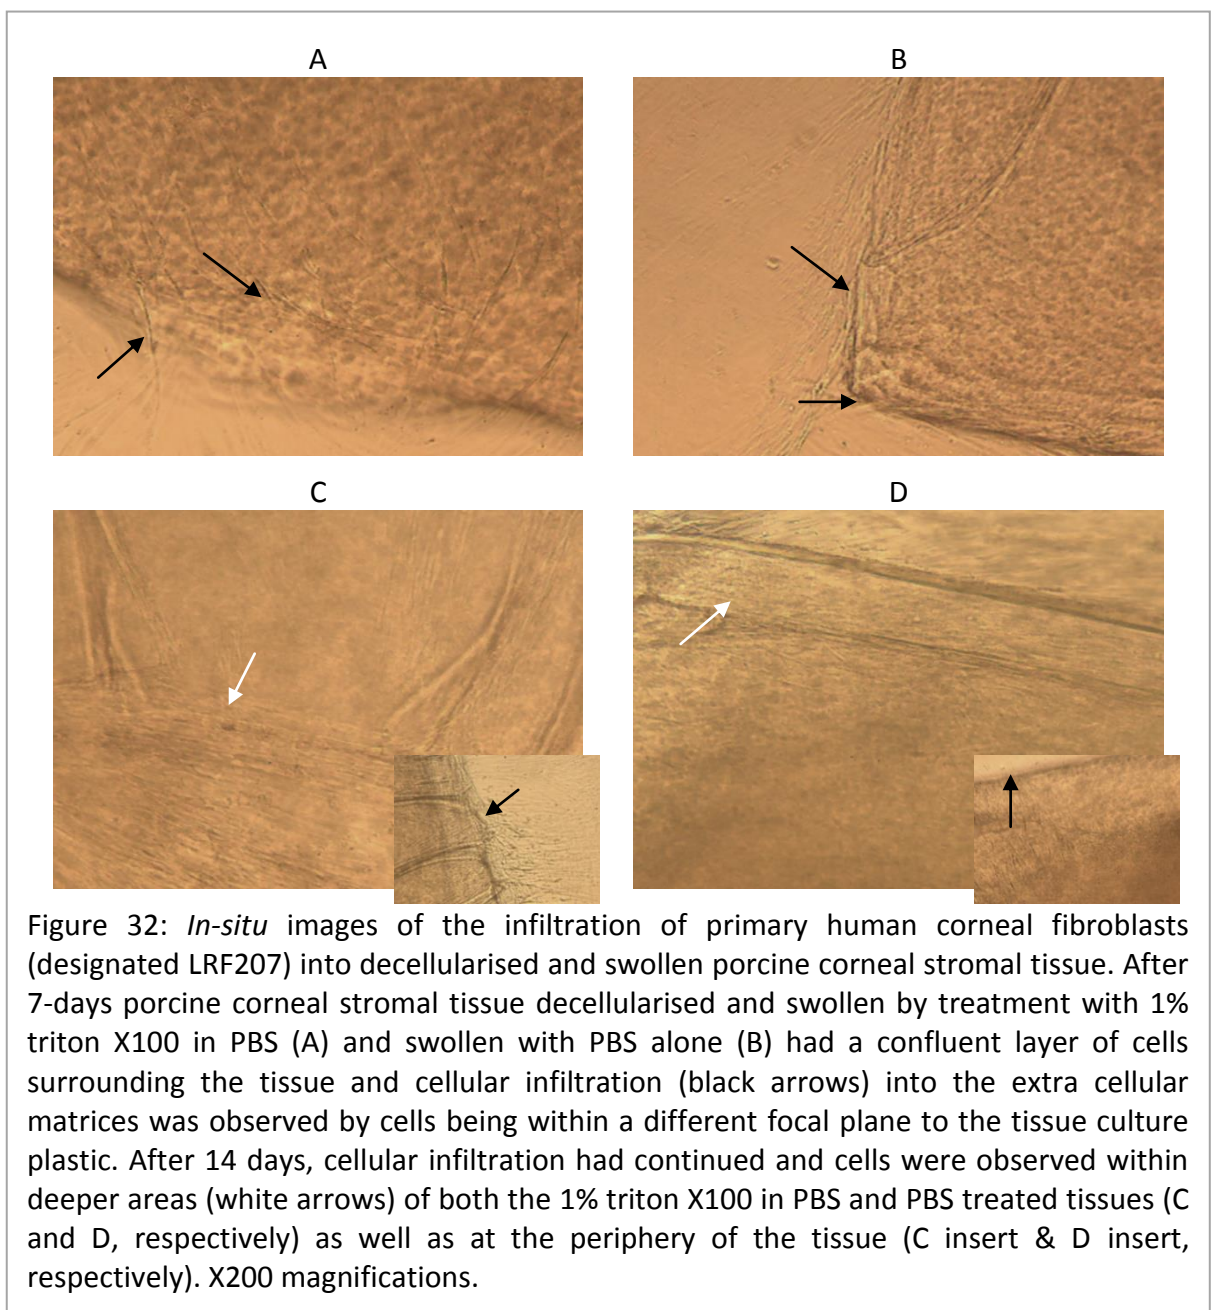 A
B
C
D
Figure 32: In-situ images of the infiltration of primary human corneal fibroblasts
(designated LRF207) into decellularised and swollen porcine corneal stromal tissue. After
7-days porcine corneal stromal tissue decellularised and swollen by treatment with 1%
triton X100 in PBS (A) and swollen with PBS alone (B) had a confluent layer of cells
surrounding the tissue and cellular infiltration (black arrows) into the extra cellular
matrices was observed by cells being within a different focal plane to the tissue culture
plastic. After 14 days, cellular infiltration had continued and cells were observed within
deeper areas (white arrows) of both the 1% triton X100 in PBS and PBS treated tissues (C
and D, respectively) as well as at the periphery of the tissue (C insert & D insert,
respectively). X200 magnifications.